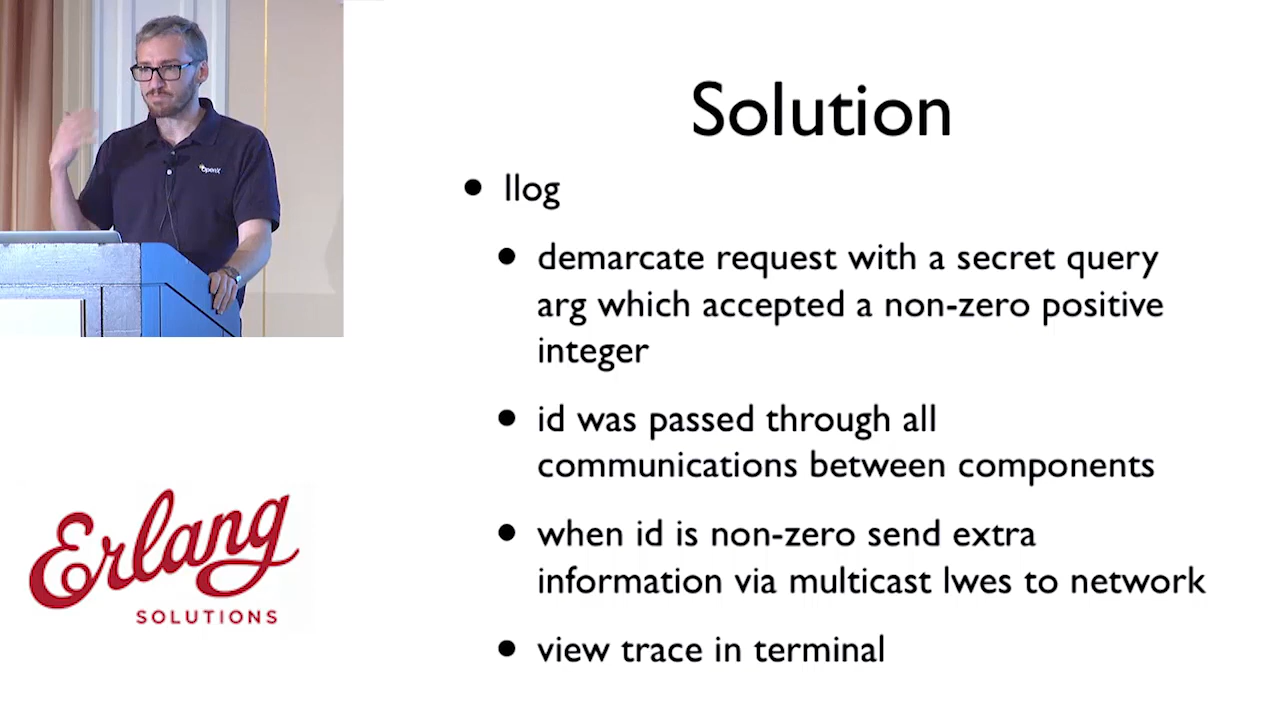 OpenX
Solution
• llog
• demarcate request with a secret query
arg which accepted a non-zero positive
integer
• id was passed through all
communications between components
• when id is non-zero send extra
information via multicast lwes to network
• view trace in terminal
Erlang
SOLUTIONS